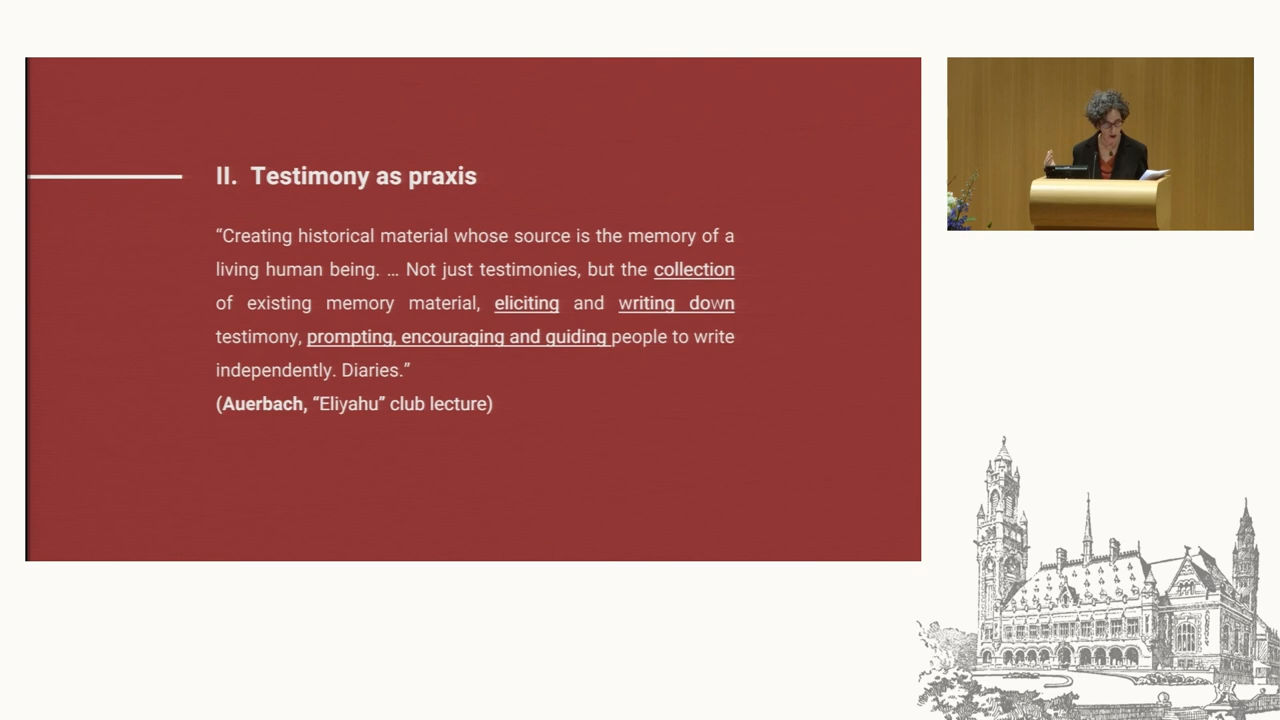 II. Testimony as praxis
“Creating historical material whose source is the memory of a
living human being. ... Not just testimonies, but the collection
of existing memory material, eliciting and writing down
testimony, prompting, encouraging and guiding people to write
independently. Diaries.”
(Auerbach, “Eliyahu” club lecture)